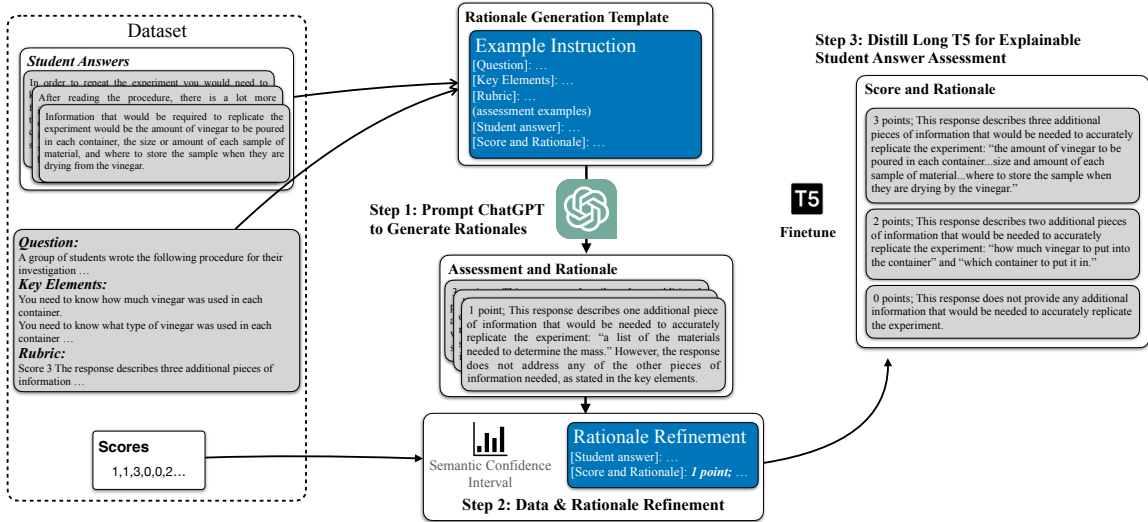 Dataset
Student Answers
In order to repeat the experiment you would need to
After reading the procedure, there is a lot more
Information that would be required to replicate the
experiment would be the amount of vinegar to be poured
in each container, the size or amount of each sample of
material, and where to store the sample when they are
drying from the vinegar.
Question:
A group of students wrote the following procedure for their
investigation …
Key Elements:
You need to know how much vinegar was used in each
container.
You need to know what type of vinegar was used in each
container …
Rubric:
Score 3 The response describes three additional pieces of
information …
Scores
1,1,3,0,0,2...
Rationale Generation Template
Example Instruction
[Question]: …
[Key Elements]: …
[Rubric]: …
(assessment examples)
[Student answer]: …
[Score and Rationale]: …
Step 1: Prompt ChatGPT
to Generate Rationales
Assessment and Rationale
1 point; This response describes one additional piece
of information that would be needed to accurately
replicate the experiment: “a list of the materials
needed to determine the mass.” However, the response
does not address any of the other pieces of
information needed, as stated in the key elements.
Semantic Confidence
Interval
Rationale Refinement
[Student answer]: …
[Score and Rationale]: 1 point; …
Step 2: Data & Rationale Refinement
Step 3: Distill Long T5 for Explainable
Student Answer Assessment
T5
Finetune
Score and Rationale
3 points; This response describes three additional
pieces of information that would be needed to accurately
replicate the experiment: “the amount of vinegar to be
poured in each container...size and amount of each
sample of material...where to store the sample when
they are drying by the vinegar.”
2 points; This response describes two additional pieces
of information that would be needed to accurately
replicate the experiment: “how much vinegar to put into
the container” and “which container to put it in.”
0 points; This response does not provide any additional
information that would be needed to accurately replicate
the experiment.